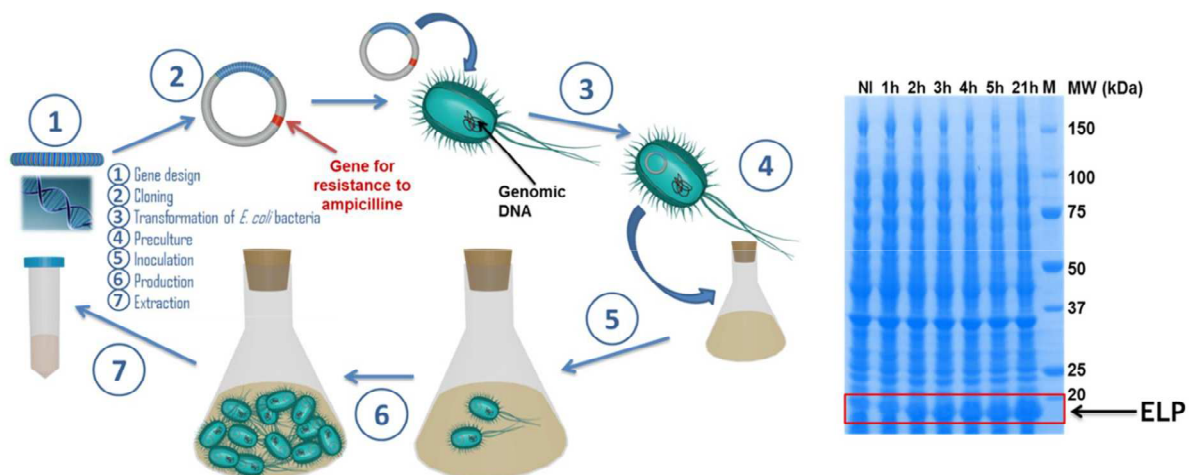 1
2
3
4
5
6
7
Gene for
resistance to
ampicilline
Genomic
DNA
1 Gene design
2 Cloning
3 Transformation of E. coli bacteria
4 Preculture
5 Inoculation
6 Production
7 Extraction
NI 1h 2h 3h 4h 5h 21h M MW (kDa)
150
100
75
50
37
25
20
ELP